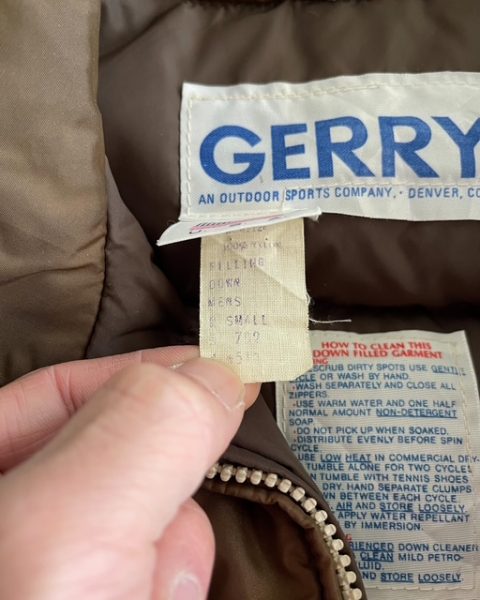 GERRY
AN OUTDOOR SPORTS COMPANY, · DENVER, CO
FILLING
DOWN
MENS
SMALL
HOW TO CLEAN THIS
DOWN FILLED GARMENT
SCRUB DIRTY SPOTS USE GENTLE
CYCLE OR WASH BY HAND.
•WASH SEPARATELY AND CLOSE ALL
ZIPPERS.
•USE WARM WATER AND ONE HALF
NORMAL AMOUNT NON-DETERGENT
SOAP
•DO NOT PICK UP WHEN SOAKED.
•DISTRIBUTE EVENLY BEFORE SPIN
CYCLE
USE LOW HEAT IN COMMERCIAL DRY-
TUMBLE ALONE FOR TWO CYCLES
TUMBLE WITH TENNIS SHOES
DRY. HAND SEPARATE CLUMPS
BETWEEN EACH CYCLE
AIR AND STORE LOOSELY.
APPLY WATER REPELLANT
BY IMMERSION.
DOWN CLEANER
CLEAN MILD PETRO-
FLUID.
AND STORE LOOSELY.